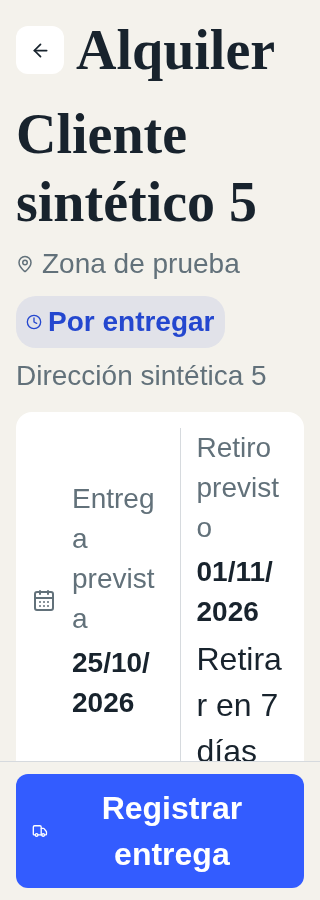 Alquiler
Cliente
sintético 5
Zona de prueba
Por entregar
Dirección sintética 5
Entreg
a
previst
a
25/10/
2026
Retiro
previst
o
01/11/
2026
Retira
r en 7
días
Registrar
entrega